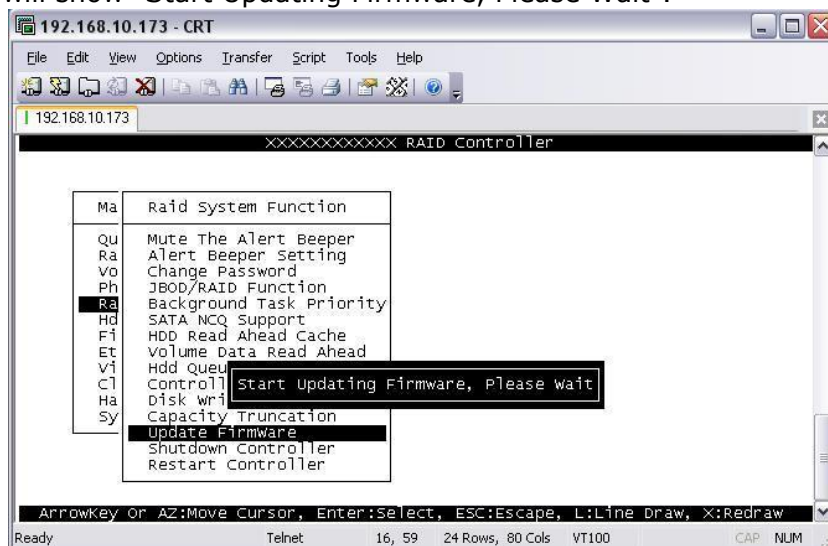 will show "Start Updating Firmware, Please Wait".
192.168.10.173 - CRT
File Edit View Options Transfer Script Tools Help
192.168.10.173
XXXXXXXXXXXX RAID Controller
Ma
Raid System Function
Qu
Mute The Alert Beeper
Ra
Alert Beeper Setting
Vo
Change Password
Ph
JBOD/RAID Function
Ra
Background Task Priority
Hd
SATA NCQ Support
Fi
HDD Read Ahead Cache
Et
Volume Data Read Ahead
Vi
Hdd Queu
Cl
Controll
Start Updating Firmware, Please Wait
Ha
Disk Wri
Sy
Capacity Truncation
Update FirmWare
Shutdown Controller
Restart Controller
ArrowKey Or AZ:Move Cursor, Enter:Select, ESC:Escape, L:Line Draw, X:Redraw
Ready Telnet 16, 59 24 Rows, 80 Cols VT100 CAP NUM